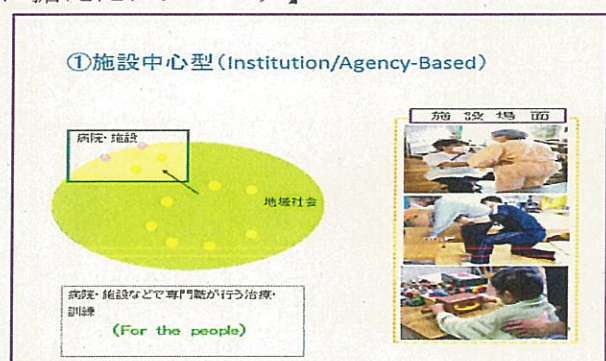 ①施設中心型(Institution/Agency-Based)
施設場面
病院・施設
地域社会
病院・施設などで専門職が行う治療・
訓練
(For the people)